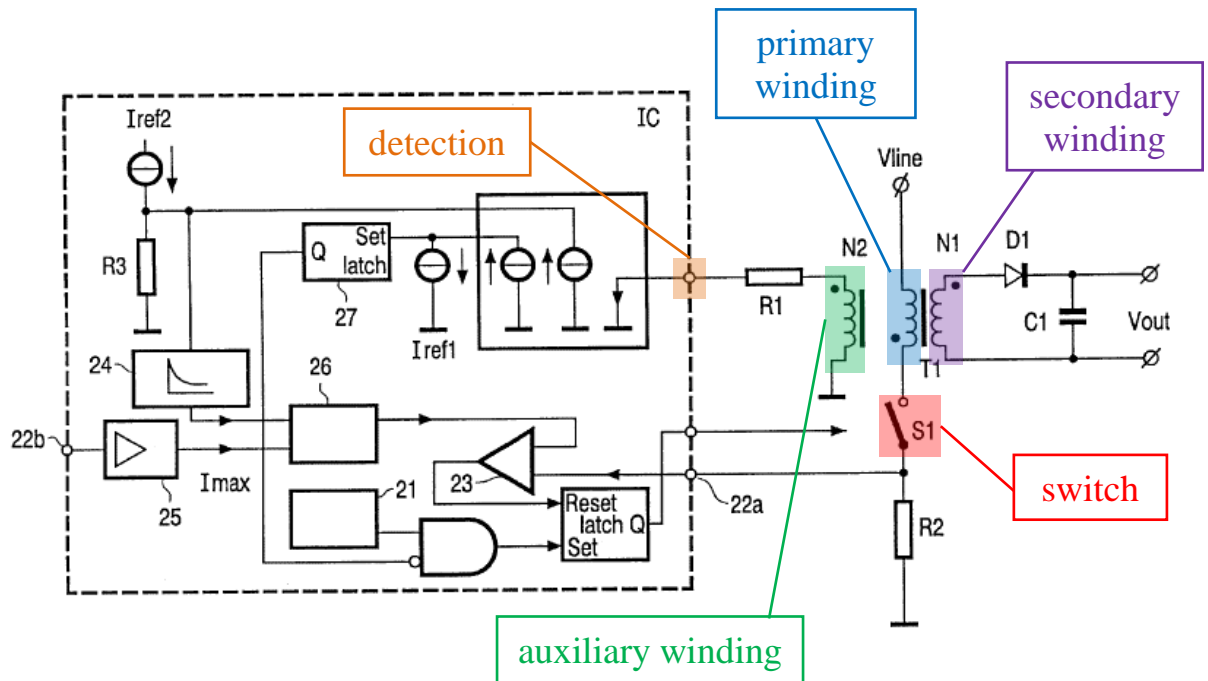 primary
winding
secondary
winding
detection
Iref2
IC
Vline
R3
Q
Set
latch
27
Iref1
R1
N2
N1
D1
C1
Vout
T1
24
26
22b
25
Imax
23
21
22a
Reset
latch Q
Set
S1
switch
R2
auxiliary winding